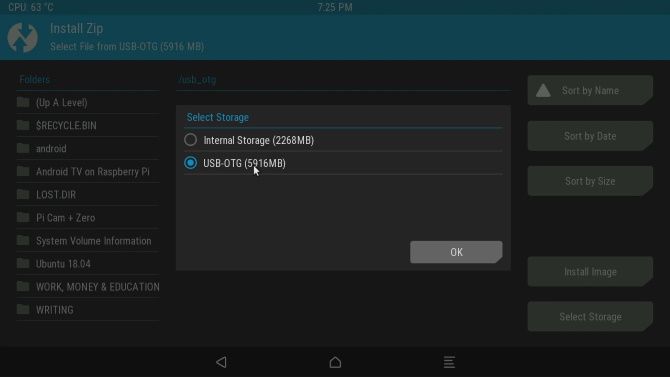 CPU: 63 °C
7:25 PM
Install Zip
Select File from USB-OTG (5916 MB)
Folders
/usb_otg
(Up A Level)
$RECYCLE.BIN
android
Android TV on Raspberry Pi
LOST.DIR
Pi Cam + Zero
System Volume Information
Ubuntu 18.04
WORK, MONEY & EDUCATION
WRITING
Select Storage
Internal Storage (2268MB)
USB-OTG (5916MB)
OK
Sort by Name
Sort by Date
Sort by Size
Install Image
Select Storage